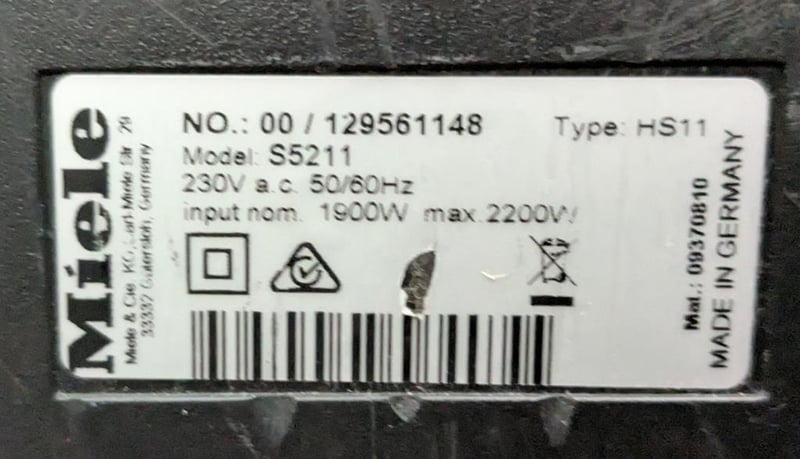 Miele
Miele & Cie. KG, Carl-Miele-Str. 29
33332 Gütersloh, Germany
NO.: 00 / 129561148
Type: HS11
Model: S5211
230V a.c. 50/60Hz
input nom. 1900W max.2200W
Mat.: 09370810
MADE IN GERMANY